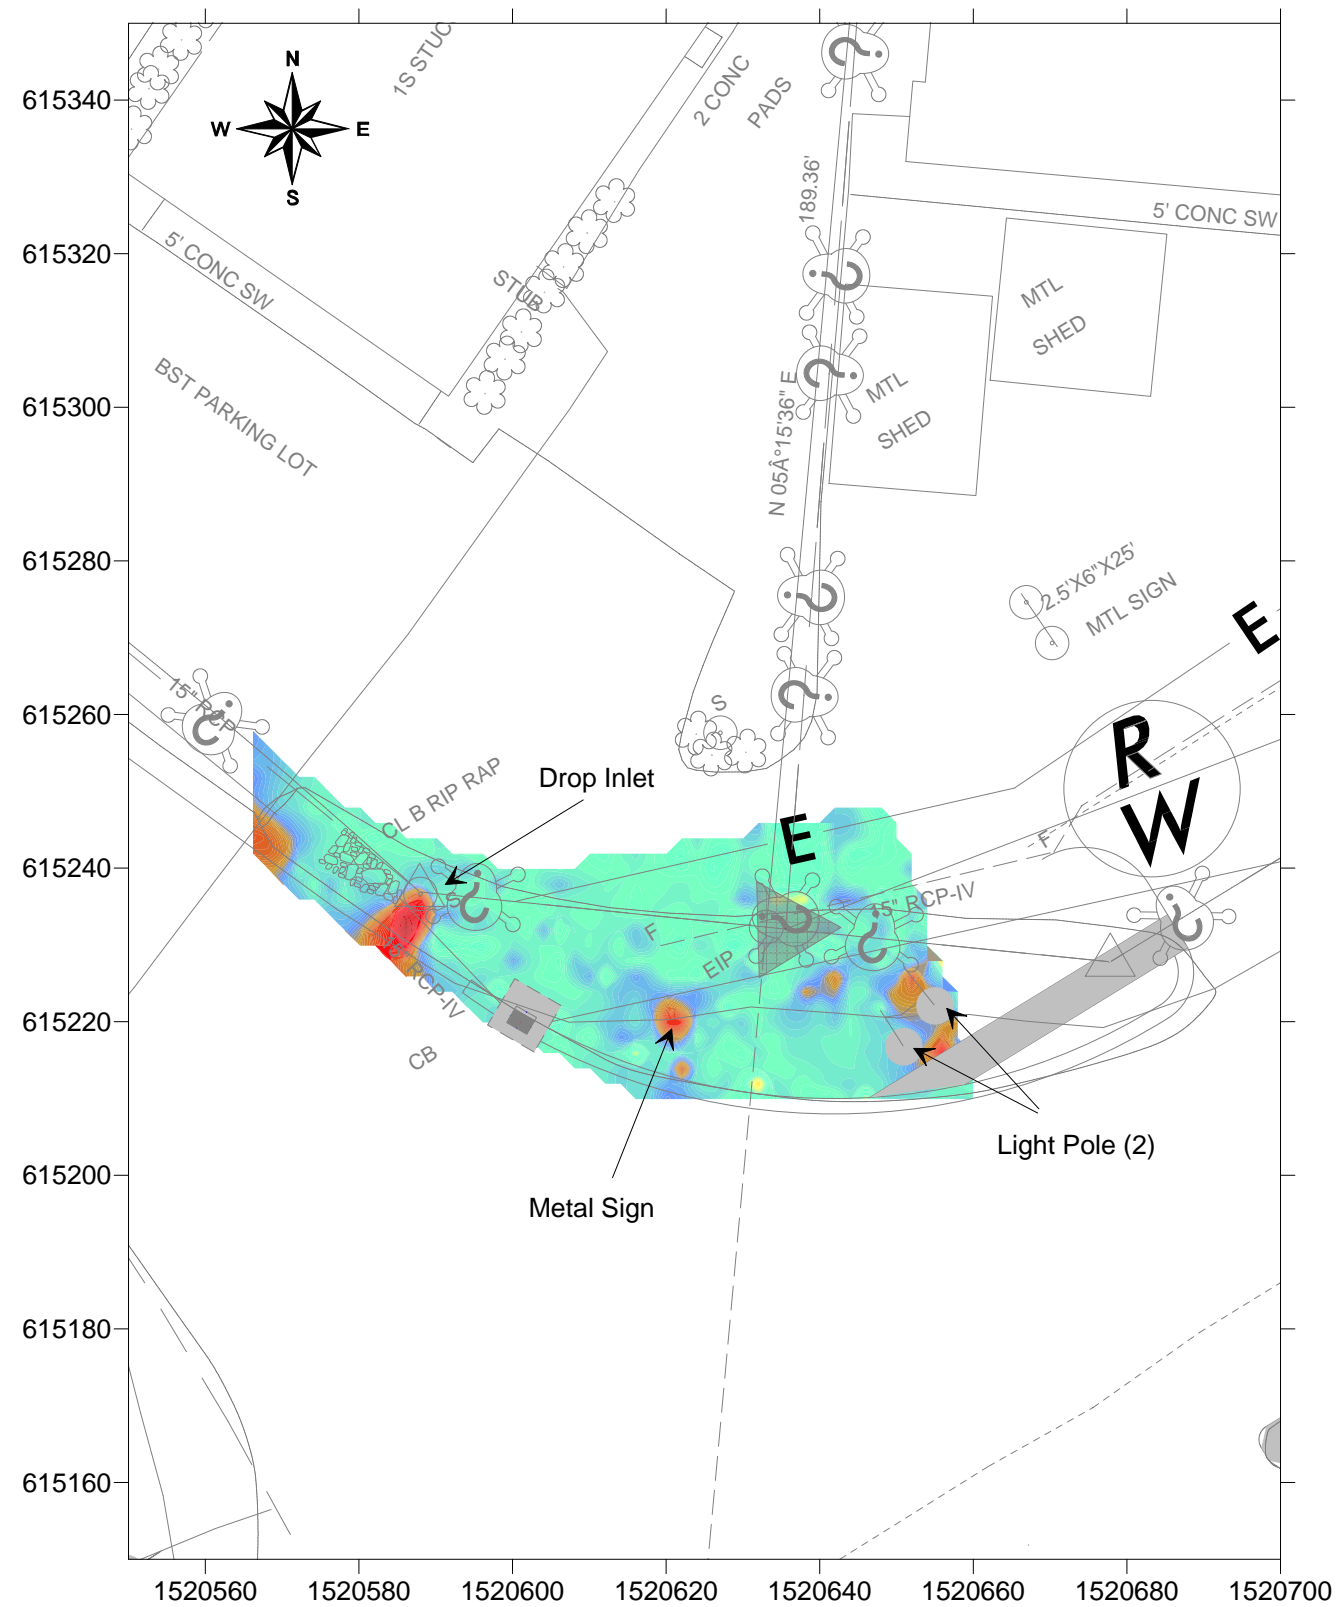 N
W
E
S
1S STUC
2 CONC
PADS
189.36'
5' CONC SW
5' CONC SW
STUB
MTL
SHED
MTL
SHED
BST PARKING LOT
N 05Â°15'36" E
2.5'X6"X25'
MTL SIGN
E
15" RCP
S
R
W
CL B RIP RAP
Drop Inlet
E
F
S
15" RCP-IV
F
EIP
RCP-IV
CB
Light Pole (2)
Metal Sign
615340
615320
615300
615280
615260
615240
615220
615200
615180
615160
1520560
1520580
1520600
1520620
1520640
1520660
1520680
1520700